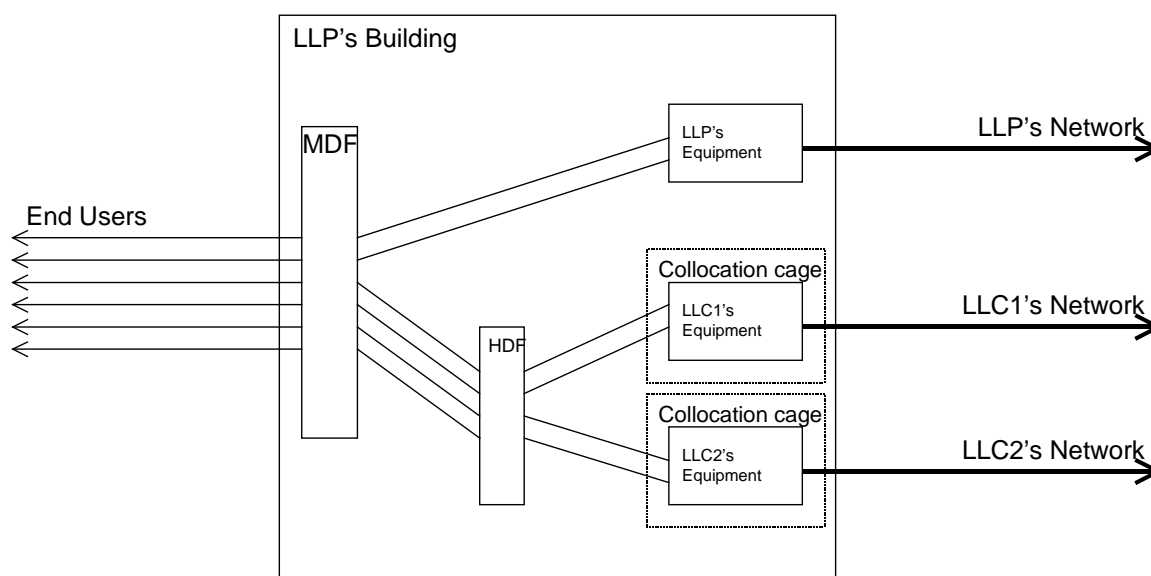 LLP's Building
MDF
LLP's
Equipment
LLP's Network
End Users
Collocation cage
LLC1's
Equipment
LLC1's Network
HDF
Collocation cage
LLC2's
Equipment
LLC2's Network